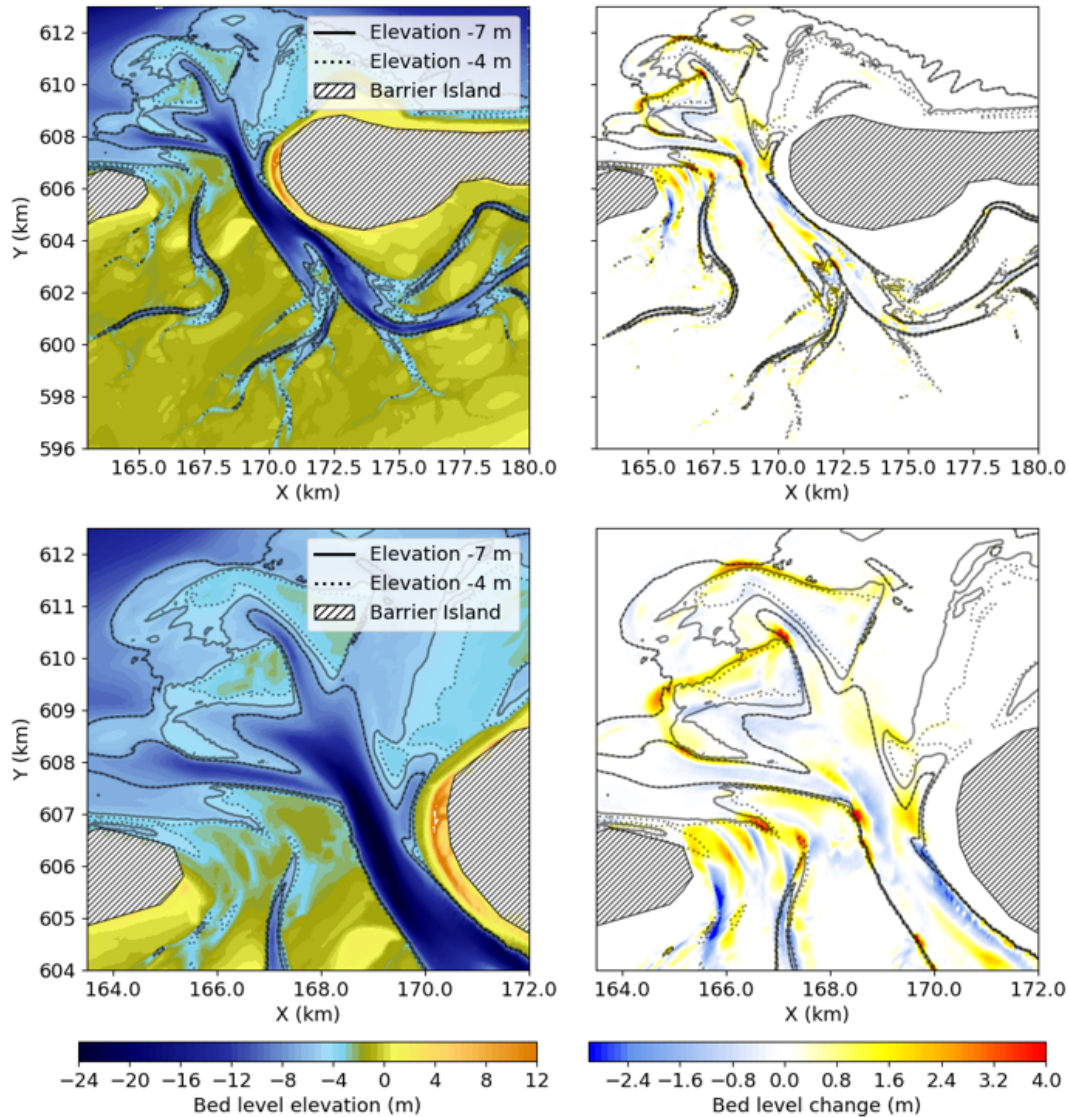 Elevation -7 m
Elevation -4 m
Barrier Island
Y (km)
612
610
608
606
604
602
600
598
596
165.0 167.5 170.0 172.5 175.0 177.5 180.0
X (km)
165.0 167.5 170.0 172.5 175.0 177.5 180.0
X (km)
Elevation -7 m
Elevation -4 m
Barrier Island
Y (km)
612
611
610
609
608
607
606
605
604
164.0 166.0 168.0 170.0 172.0
X (km)
164.0 166.0 168.0 170.0 172.0
X (km)
−24 −20 −16 −12 −8 −4 0 4 8 12
Bed level elevation (m)
−2.4 −1.6 −0.8 0.0 0.8 1.6 2.4 3.2 4.0
Bed level change (m)